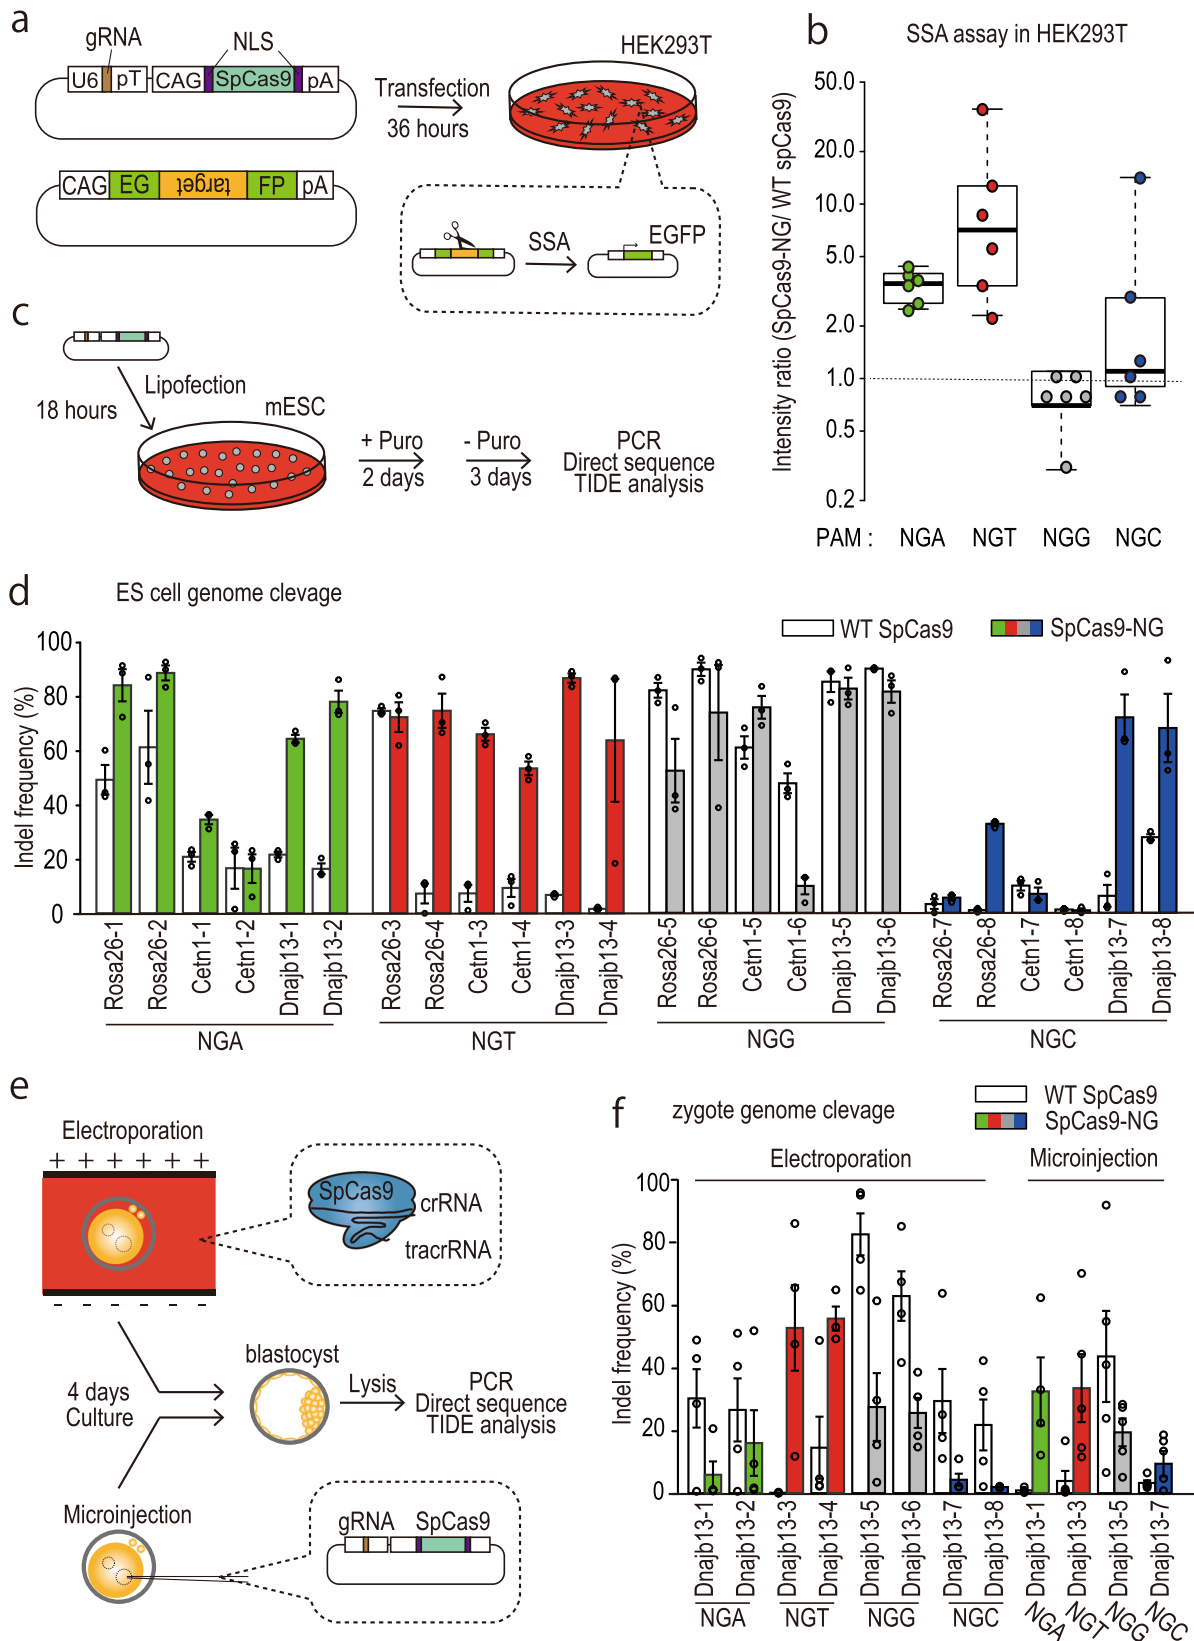 a
gRNA
NLS
U6
pT
CAG
SpCas9
pA
Transfection
36 hours
HEK293T
CAG
EG
target
FP
pA
SSA
EGFP
b
SSA assay in HEK293T
Intensity ratio (SpCas9-NG/ WT spCas9)
50.0
20.0
10.0
5.0
2.0
1.0
0.5
0.2
PAM :
NGA
NGT
NGG
NGC
c
Lipofection
18 hours
mESC
+ Puro
2 days
- Puro
3 days
PCR
Direct sequence
TIDE analysis
d
ES cell genome clevage
WT SpCas9
SpCas9-NG
Indel frequency (%)
100
80
60
40
20
0
Rosa26-1
Rosa26-2
Cetn1-1
Cetn1-2
Dnajb13-1
Dnajb13-2
Rosa26-3
Rosa26-4
Cetn1-3
Cetn1-4
Dnajb13-3
Dnajb13-4
Rosa26-5
Rosa26-6
Cetn1-5
Cetn1-6
Dnajb13-5
Dnajb13-6
Rosa26-7
Rosa26-8
Cetn1-7
Cetn1-8
Dnajb13-7
Dnajb13-8
NGA
NGT
NGG
NGC
e
Electroporation
+ + + + + +
SpCas9
crRNA
tracrRNA
- - - - - -
4 days
Culture
blastocyst
Lysis
PCR
Direct sequence
TIDE analysis
Microinjection
gRNA
SpCas9
f
zygote genome clevage
WT SpCas9
SpCas9-NG
Electroporation
Microinjection
Indel frequency (%)
100
80
60
40
20
0
Dnajb13-1
Dnajb13-2
Dnajb13-3
Dnajb13-4
Dnajb13-5
Dnajb13-6
Dnajb13-7
Dnajb13-8
Dnajb13-1
Dnajb13-3
Dnajb13-5
Dnajb13-7
NGA
NGT
NGG
NGC
NGA
NGT
NGG
NGC